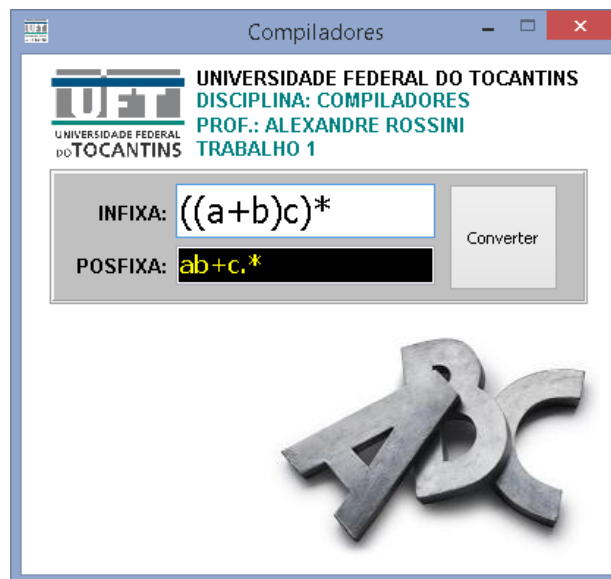 Compiladores
UFT
UNIVERSIDADE FEDERAL
DO TOCANTINS
UNIVERSIDADE FEDERAL DO TOCANTINS
DISCIPLINA: COMPILADORES
PROF.: ALEXANDRE ROSSINI
TRABALHO 1
INFIXA: ((a+b)c)*
POSFIXA: ab+c.*
Converter
ABC